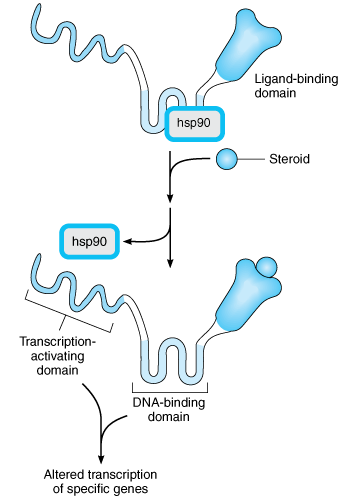 Ligand-binding
domain
hsp90
Steroid
hsp90
Transcription-
activating
domain
DNA-binding
domain
Altered transcription
of specific genes